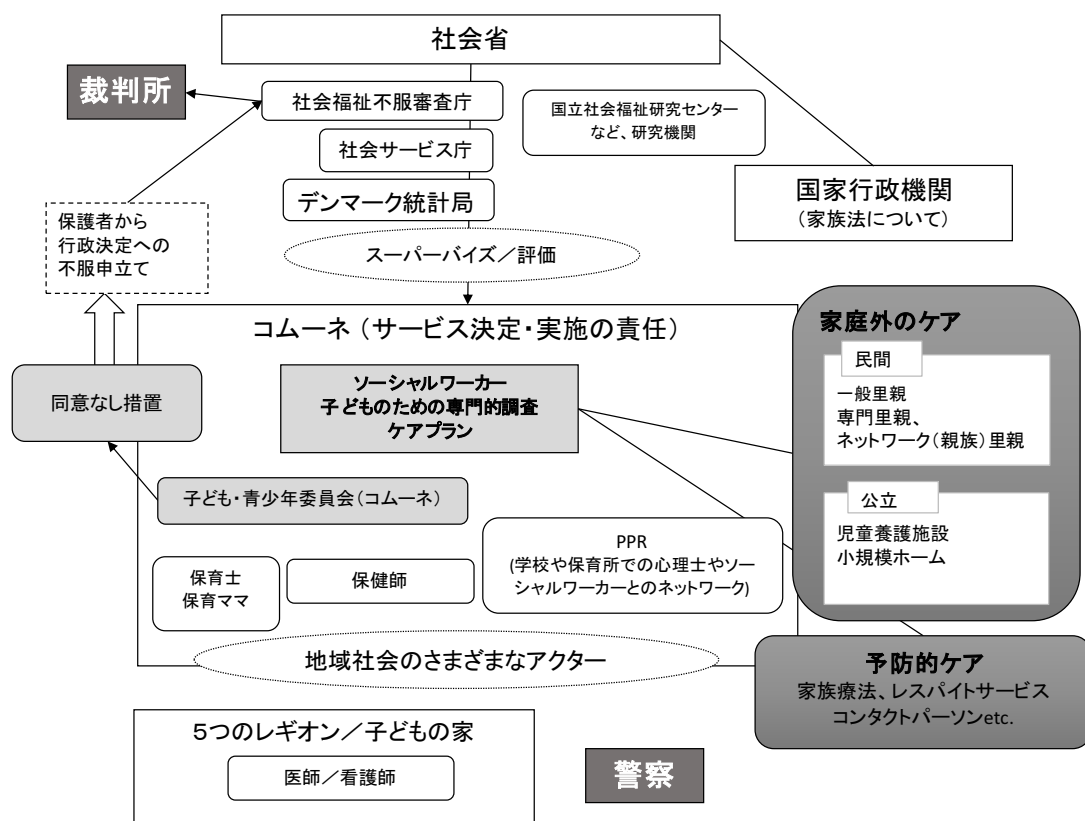 社会省
裁判所
社会福祉不服審査庁
国立社会福祉研究センター
など、研究機関
社会サービス庁
国家行政機関
（家族法について）
デンマーク統計局
保護者から
行政決定への
不服申立て
スーパーバイズ／評価
コムーネ（サービス決定・実施の責任）
家庭外のケア
民間
一般里親
専門里親、
ネットワーク（親族）里親
ソーシャルワーカー
子どものための専門的調査
ケアプラン
同意なし措置
子ども・青少年委員会（コムーネ）
公立
児童養護施設
小規模ホーム
PPR
(学校や保育所での心理士やソー
シャルワーカーとのネットワーク)
保育士
保育ママ
保健師
地域社会のさまざまなアクター
予防的ケア
家族療法、レスパイトサービス
コンタクトパーソンetc.
５つのレギオン／子どもの家
医師／看護師
警察